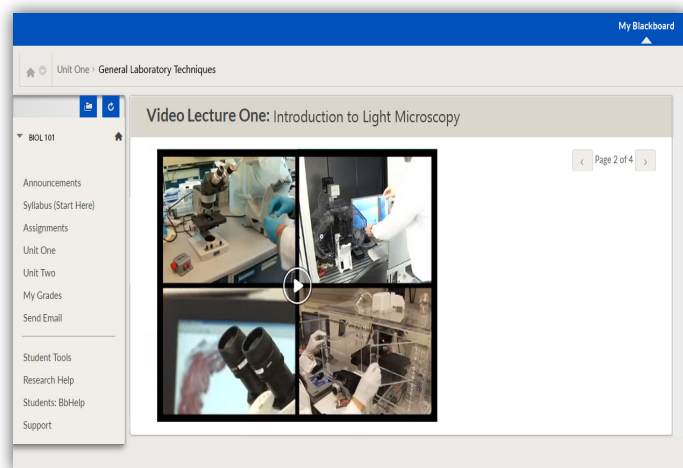 My Blackboard
Unit One > General Laboratory Techniques
BIOL 101
Announcements
Syllabus (Start Here)
Assignments
Unit One
Unit Two
My Grades
Send Email
Student Tools
Research Help
Students: BbHelp
Support
Video Lecture One: Introduction to Light Microscopy
Page 2 of 4